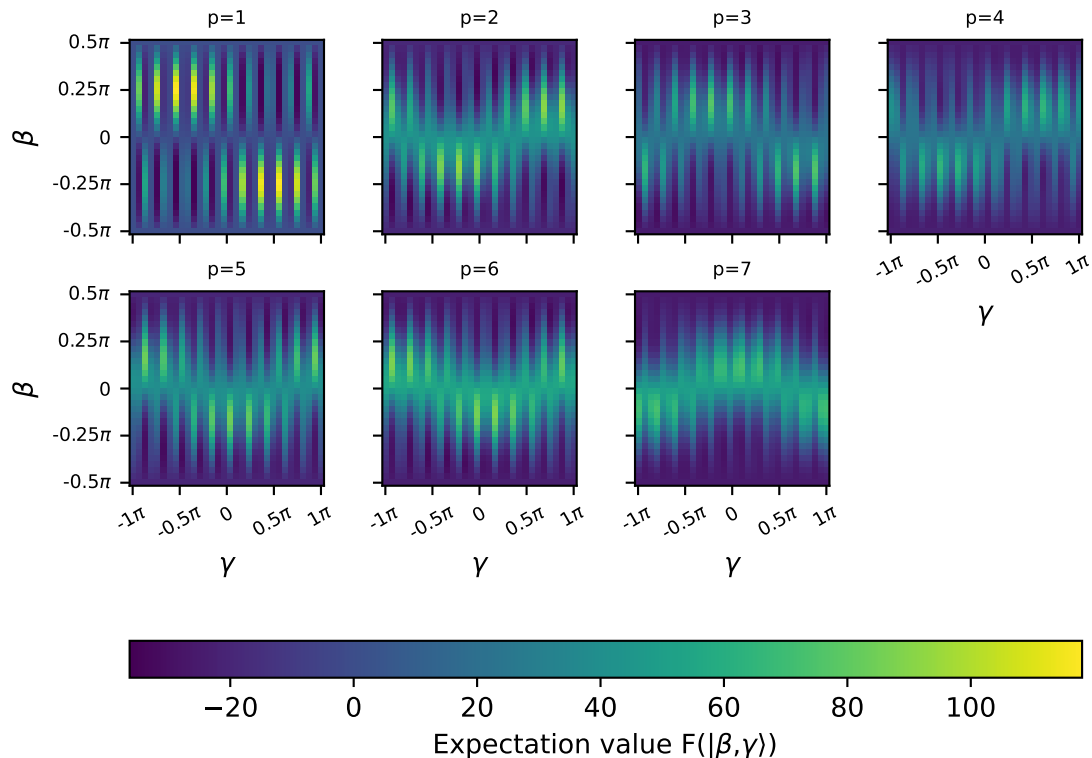 p=1
p=2
p=3
p=4
0.5π
0.25π
0
-0.25π
-0.5π
β
-1π
-0.5π
0
0.5π
1π
γ
p=5
p=6
p=7
0.5π
0.25π
0
-0.25π
-0.5π
β
-1π
-0.5π
0
0.5π
1π
γ
-1π
-0.5π
0
0.5π
1π
γ
-1π
-0.5π
0
0.5π
1π
γ
−20
0
20
40
60
80
100
Expectation value F(|β,γ⟩)